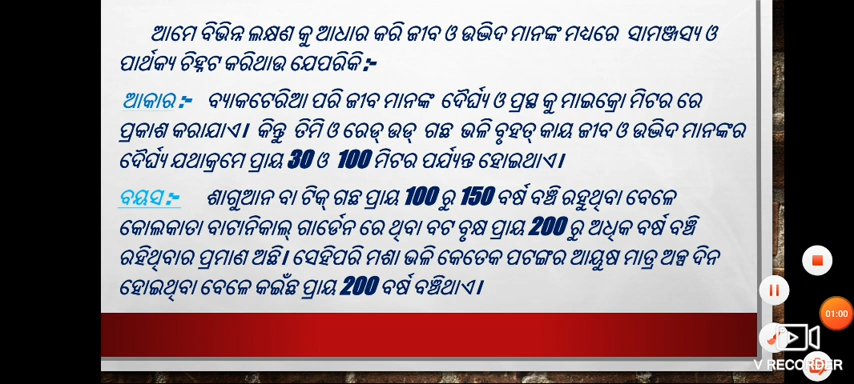 ଆମେ ବିଭିନ୍ନ ଲକ୍ଷଣ କୁ ଆଧାର କରି ଜୀବ ଓ ଉଦ୍ଭିଦ ମାନଙ୍କ ମଧ୍ୟରେ ସାମଞ୍ଜସ୍ୟ ଓ
ପାର୍ଥକ୍ୟ ଚିହ୍ନଟ କରିଥାଉ ଯେପରିକି :-
ଆକାର :- ବ୍ୟାକଟେରିଆ ପରି ଜୀବ ମାନଙ୍କ ଦୈର୍ଘ୍ୟ ଓ ପ୍ରସ୍ଥ କୁ ମାଇକ୍ରୋ ମିଟର ରେ
ପ୍ରକାଶ କରାଯାଏ। କିନ୍ତୁ ତିମି ଓ ରେଡ୍ ଉଡ୍ ଗଛ ଭଳି ବୃହତ୍ କାୟ ଜୀବ ଓ ଉଦ୍ଭିଦ ମାନଙ୍କର
ଦୈର୍ଘ୍ୟ ଯଥାକ୍ରମେ ପ୍ରାୟ 30 ଓ 100 ମିଟର ପର୍ଯ୍ୟନ୍ତ ହୋଇଥାଏ।
ବୟସ :- ଶାଗୁଆନ ବା ଟିକ୍ ଗଛ ପ୍ରାୟ 100 ରୁ 150 ବର୍ଷ ବଞ୍ଚି ରହୁଥିବା ବେଳେ
କୋଲକାତା ବାଟାନିକାଲ୍ ଗାର୍ଡେନ ରେ ଥିବା ବଟ ବୃକ୍ଷ ପ୍ରାୟ 200 ରୁ ଅଧିକ ବର୍ଷ ବଞ୍ଚି
ରହିଥିବାର ପ୍ରମାଣ ଅଛି। ସେହିପରି ମଶା ଭଳି କେତେକ ପତଙ୍ଗର ଆୟୁଷ ମାତ୍ର ଅଳ୍ପ ଦିନ
ହୋଇଥିବା ବେଳେ କଇଁଛ ପ୍ରାୟ 200 ବର୍ଷ ବଞ୍ଚିଥାଏ।
01:00
V RECORDER